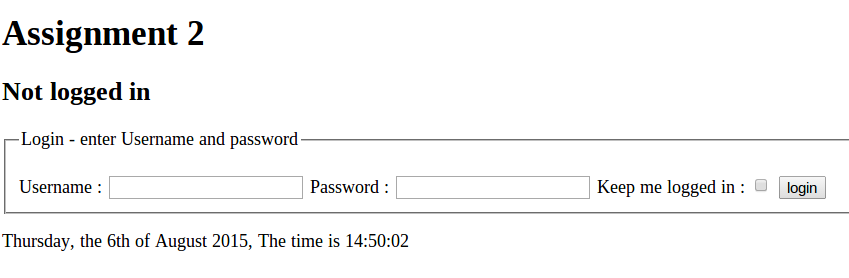 Assignment 2
Not logged in
Login - enter Username and password
Username : Password : Keep me logged in : login
Thursday, the 6th of August 2015, The time is 14:50:02